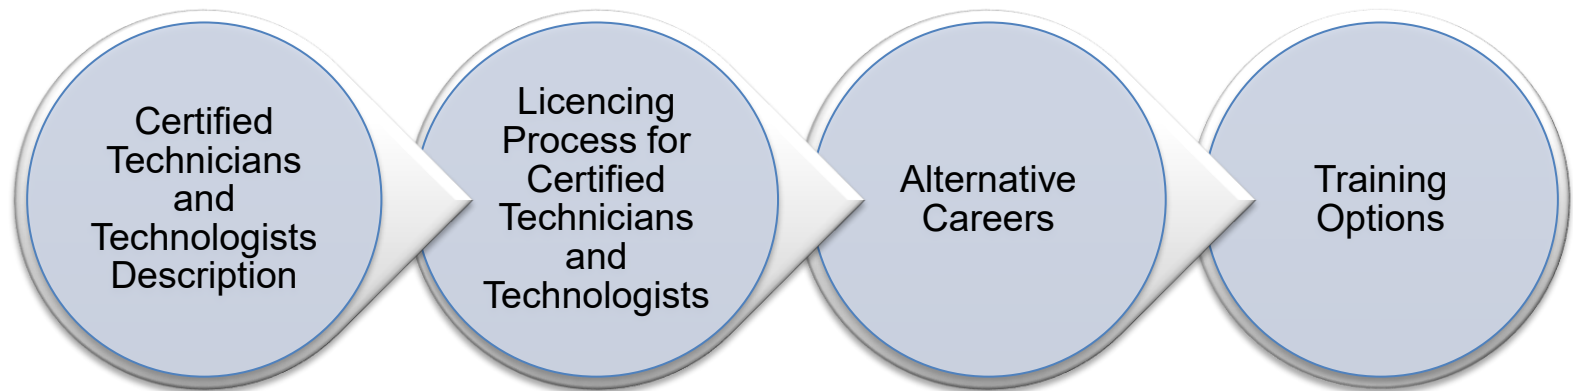 Certified
Technicians
and
Technologists
Description
Licencing
Process for
Certified
Technicians
and
Technologists
Alternative
Careers
Training
Options